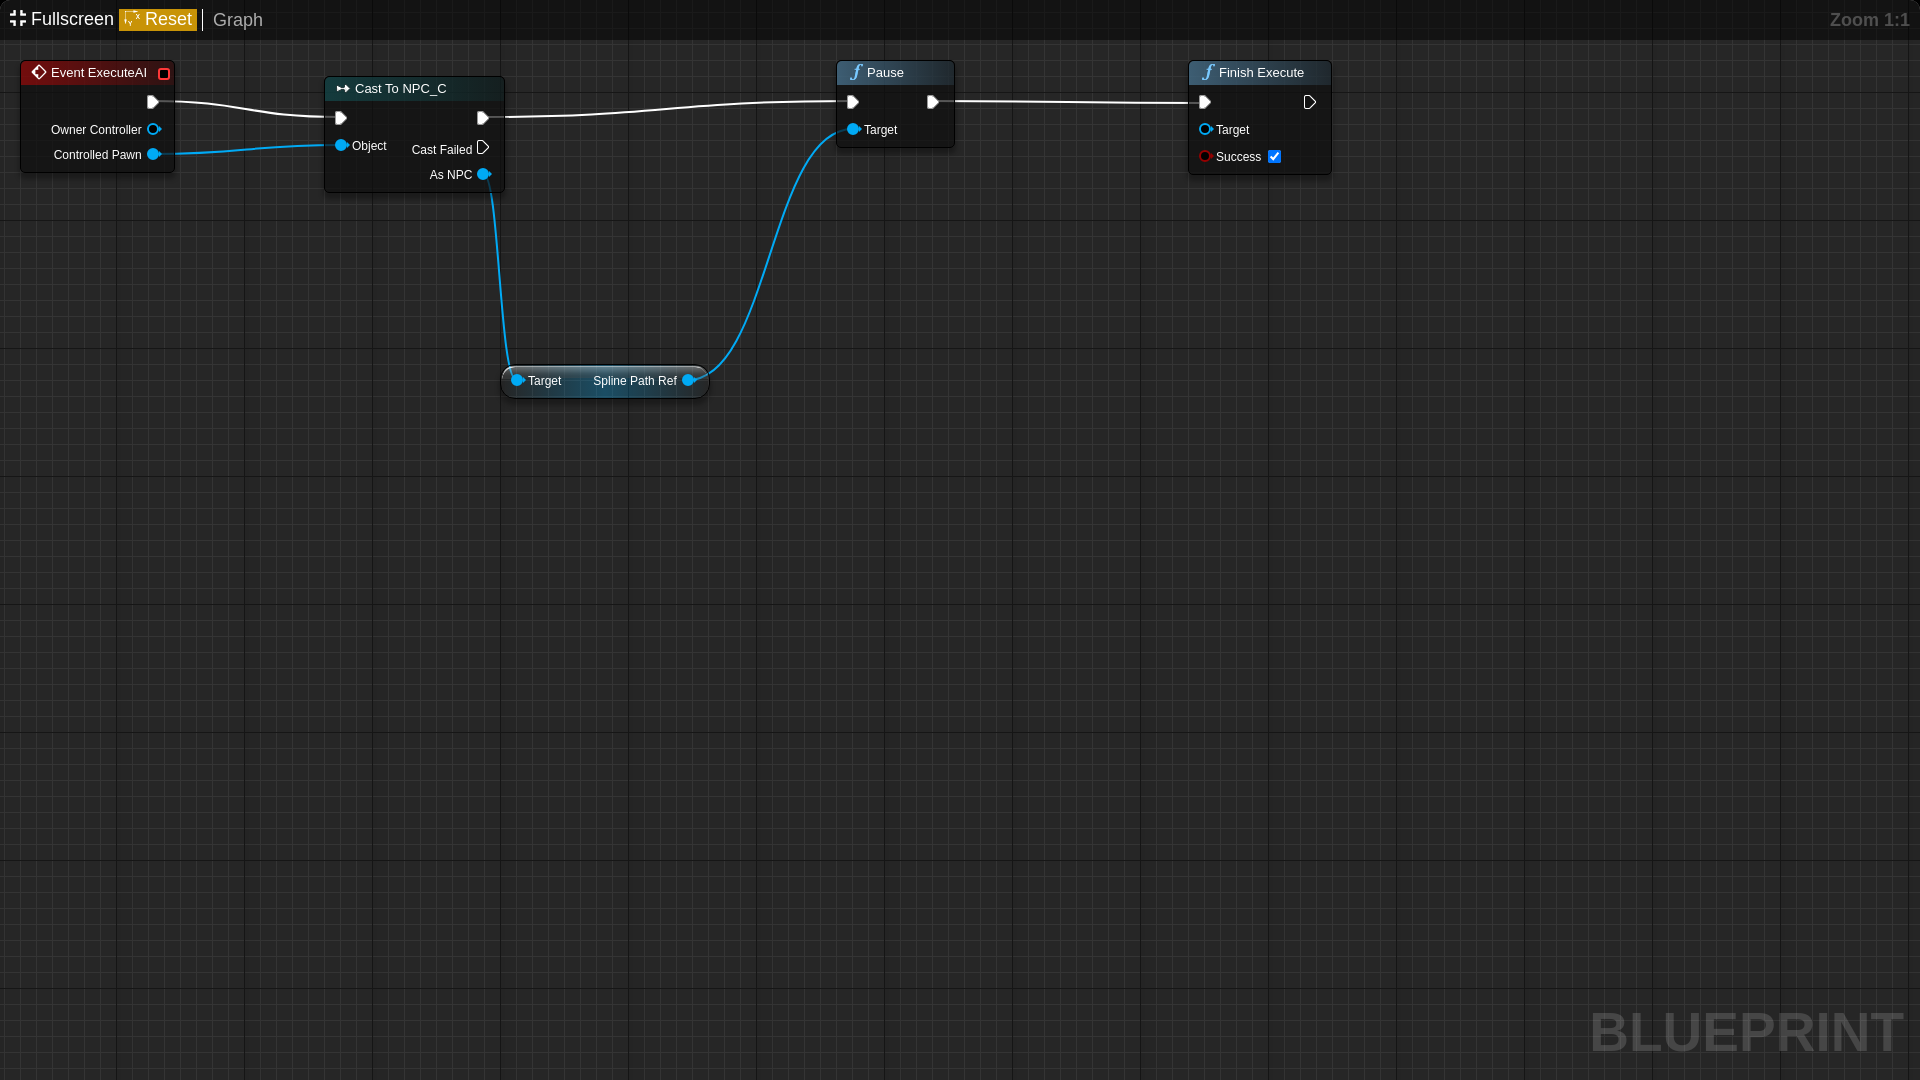 Fullscreen Reset Graph Zoom 1:1
Event ExecuteAI
Owner Controller
Controlled Pawn
Cast To NPC_C
Object
Cast Failed
As NPC
Target Spline Path Ref
Pause
Target
Finish Execute
Target
Success
BLUEPRINT